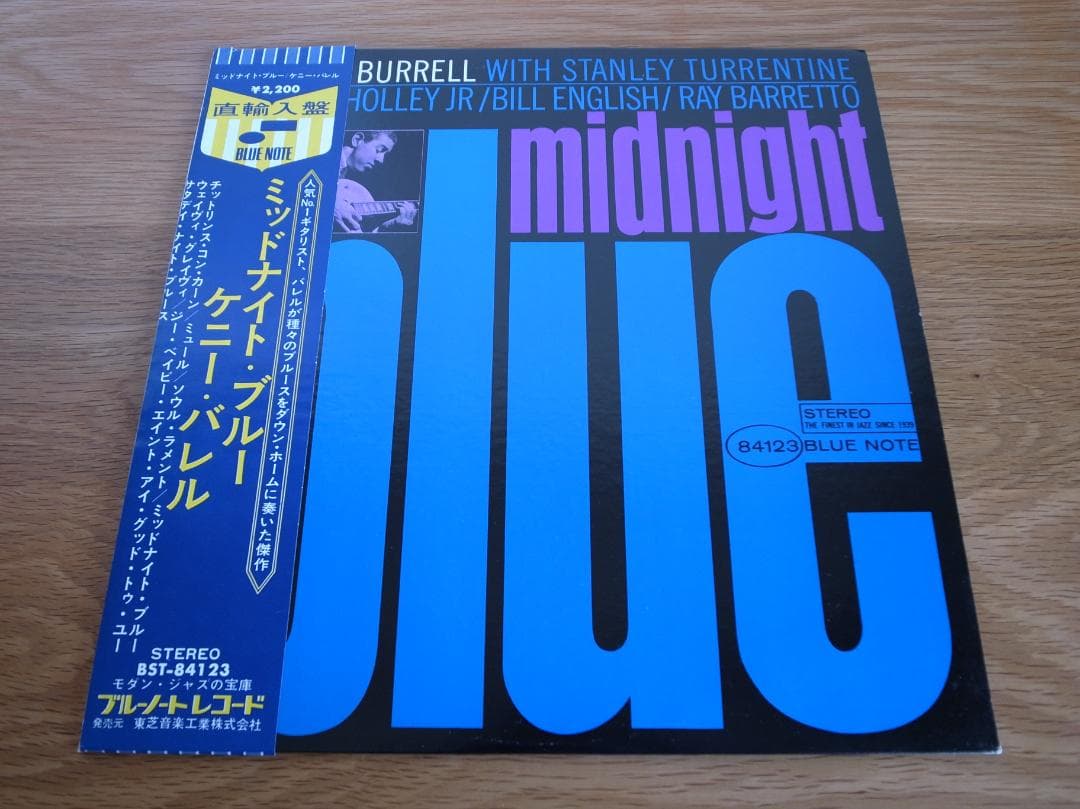 ミッドナイト・ブルー/ケニー・バレル
¥2,200
直輸入盤
BLUE NOTE
人気No.1ギタリスト、バレルが種々のブルースをダウン・ホームに奏いた傑作
ミッドナイト・ブルー
ケニー・バレル
チットリンス・コン・カーン/ミュール/ソウル・ラメント/ミッドナイト・ブルー
ウェイヴィ・グレイヴィ/ジー・ベイビー・エイント・アイ・グッド・トゥ・ユー
サタデイ・ナイト・ブルース
STEREO
BST-84123
モダン・ジャズの宝庫
ブルーノートレコード
発売元 東芝音楽工業株式会社
BURRELL WITH STANLEY TURRENTINE
HOLLEY JR/BILL ENGLISH/RAY BARRETTO
midnight
blue
STEREO
THE FINEST IN JAZZ SINCE 1939
84123 BLUE NOTE